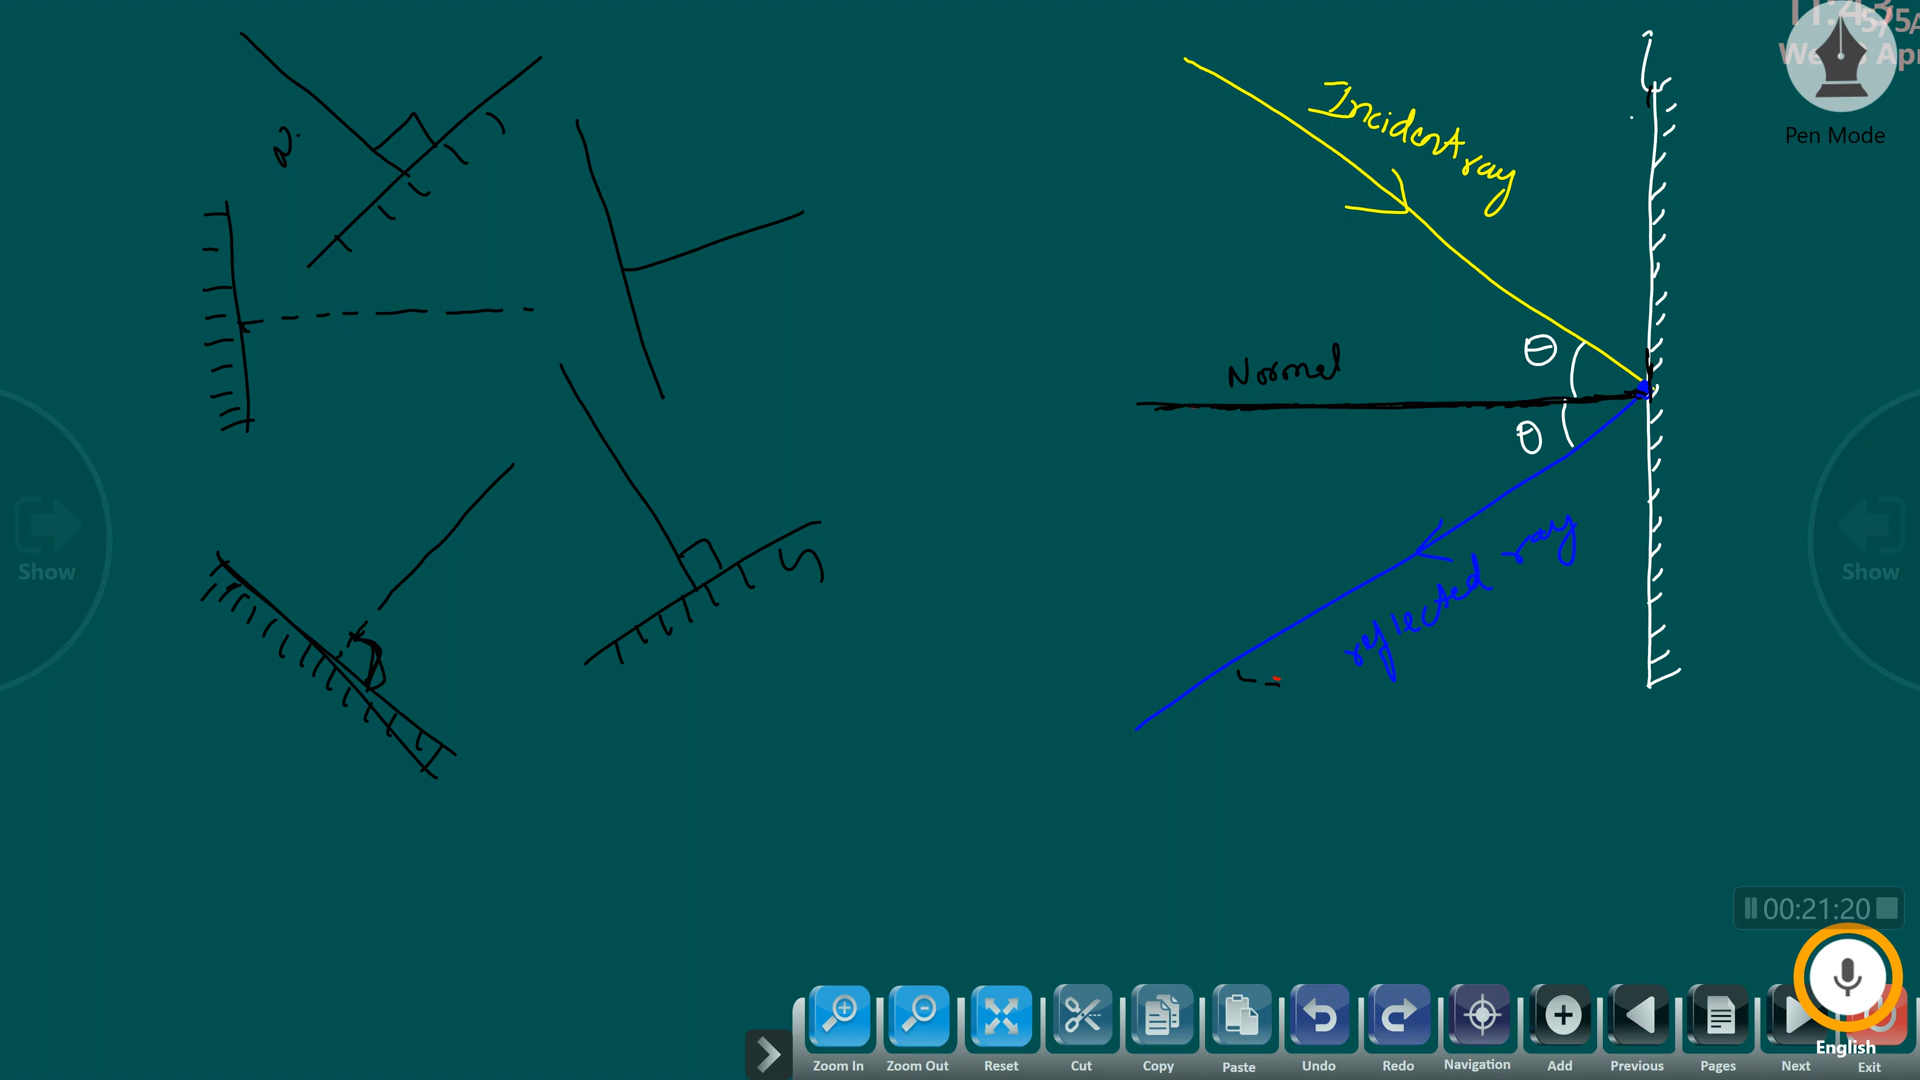 Pen Mode
Incident ray
θ
Normal
θ
reflected ray
Show
Show
00:21:20
Zoom In
Zoom Out
Reset
Cut
Copy
Paste
Undo
Redo
Navigation
Add
Previous
Pages
Next
English
Exit